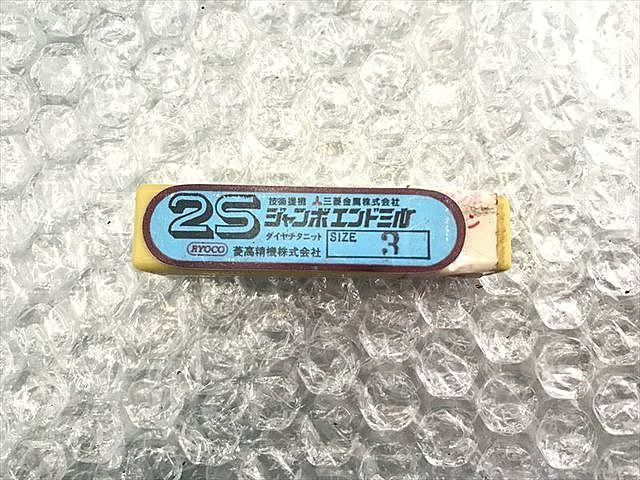 2S
技術提携 三菱金属株式会社
ジャンボエンドミル
ダイヤチタニット SIZE 3
RYOCO 菱高精機株式会社